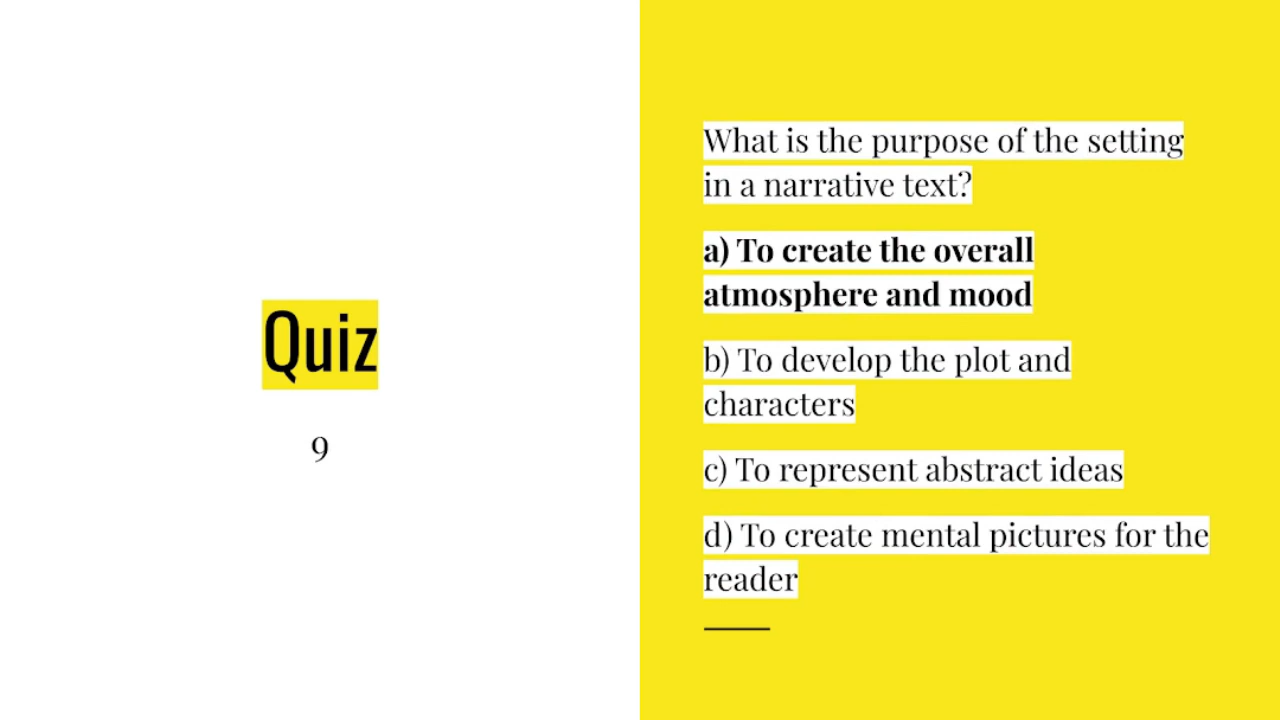 Quiz
9
What is the purpose of the setting
in a narrative text?
a) To create the overall
atmosphere and mood
b) To develop the plot and
characters
c) To represent abstract ideas
d) To create mental pictures for the
reader